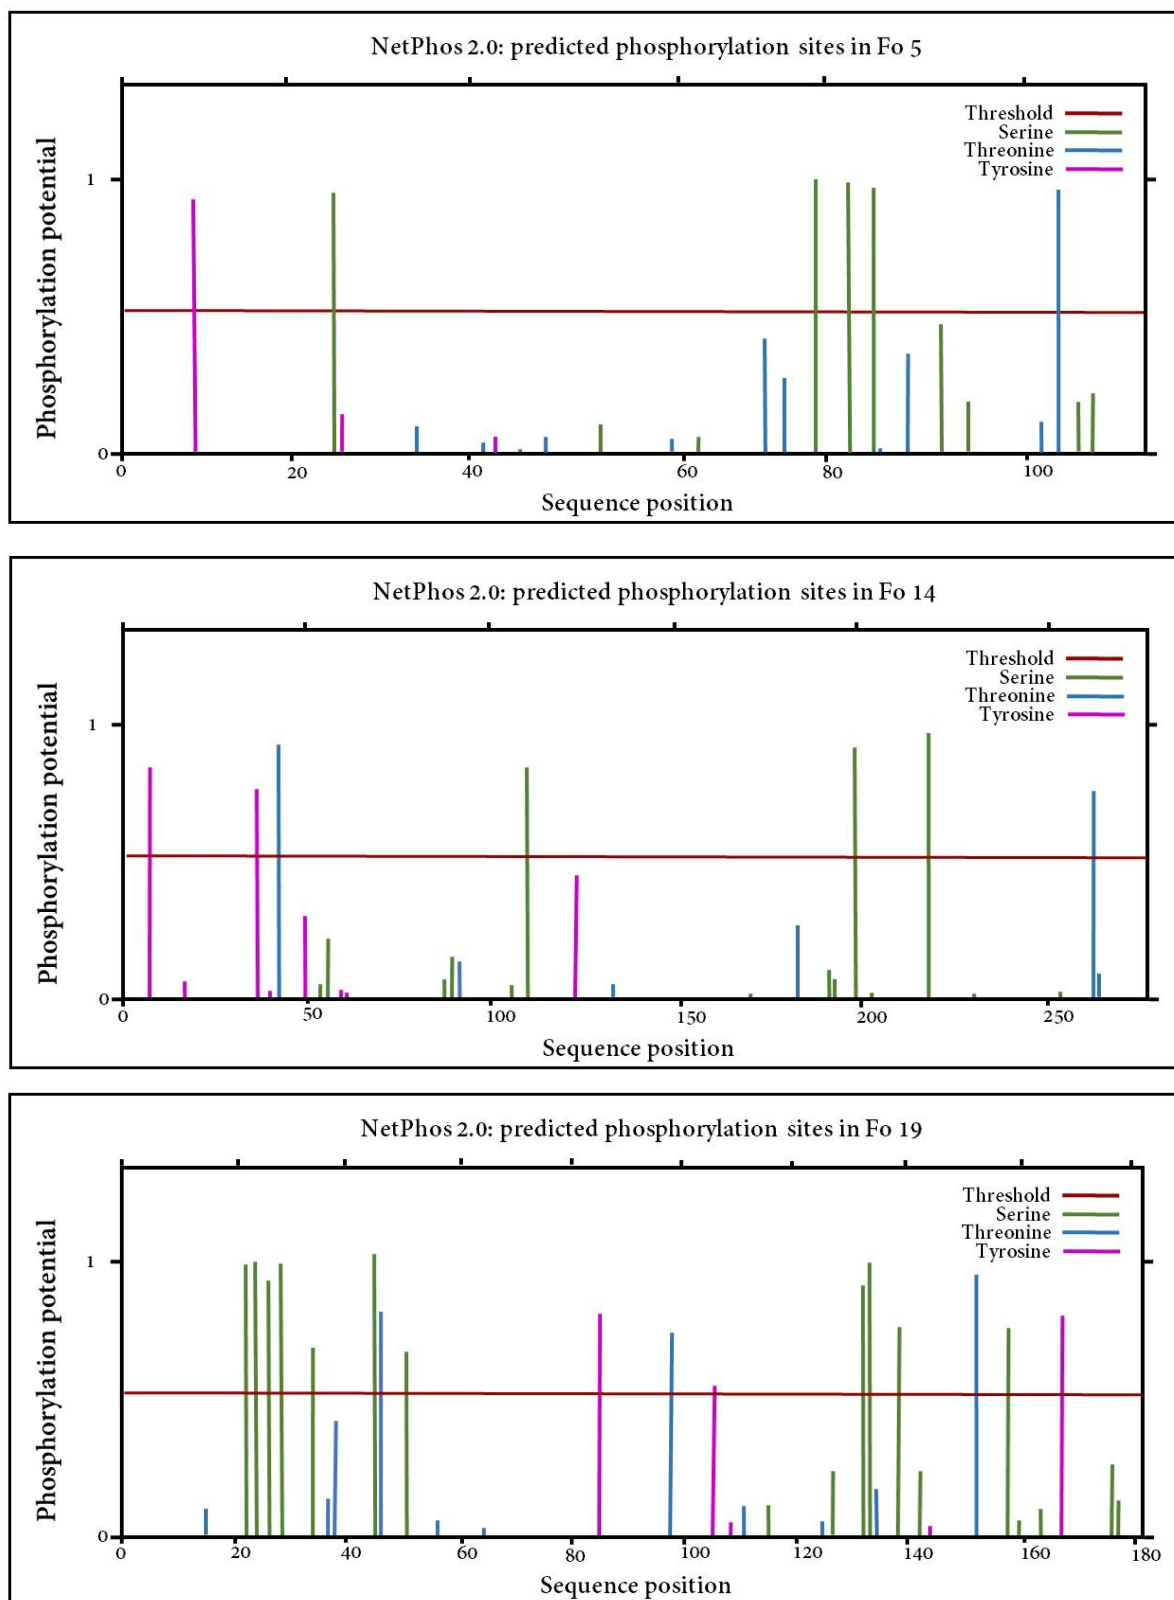 NetPhos 2.0: predicted phosphorylation sites in Fo 5
Phosphorylation potential
Threshold
Serine
Threonine
Tyrosine
1
0
0 20 40 60 80 100
Sequence position
NetPhos 2.0: predicted phosphorylation sites in Fo 14
Phosphorylation potential
Threshold
Serine
Threonine
Tyrosine
1
0
0 50 100 150 200 250
Sequence position
NetPhos 2.0: predicted phosphorylation sites in Fo 19
Phosphorylation potential
Threshold
Serine
Threonine
Tyrosine
1
0
0 20 40 60 80 100 120 140 160 180
Sequence position